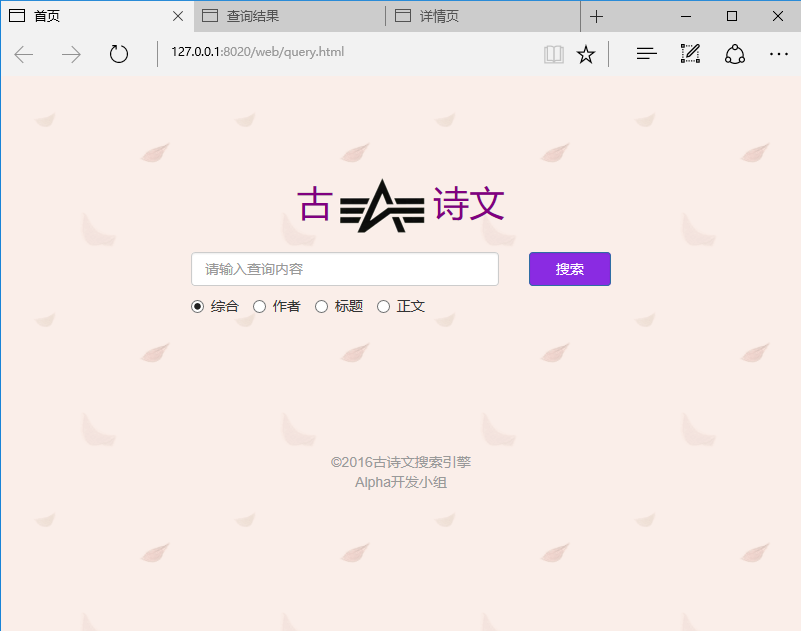 首页
查询结果
详情页
127.0.0.1:8020/web/query.html
古诗文
请输入查询内容
搜索
综合 作者 标题 正文
©2016古诗文搜索引擎
Alpha开发小组